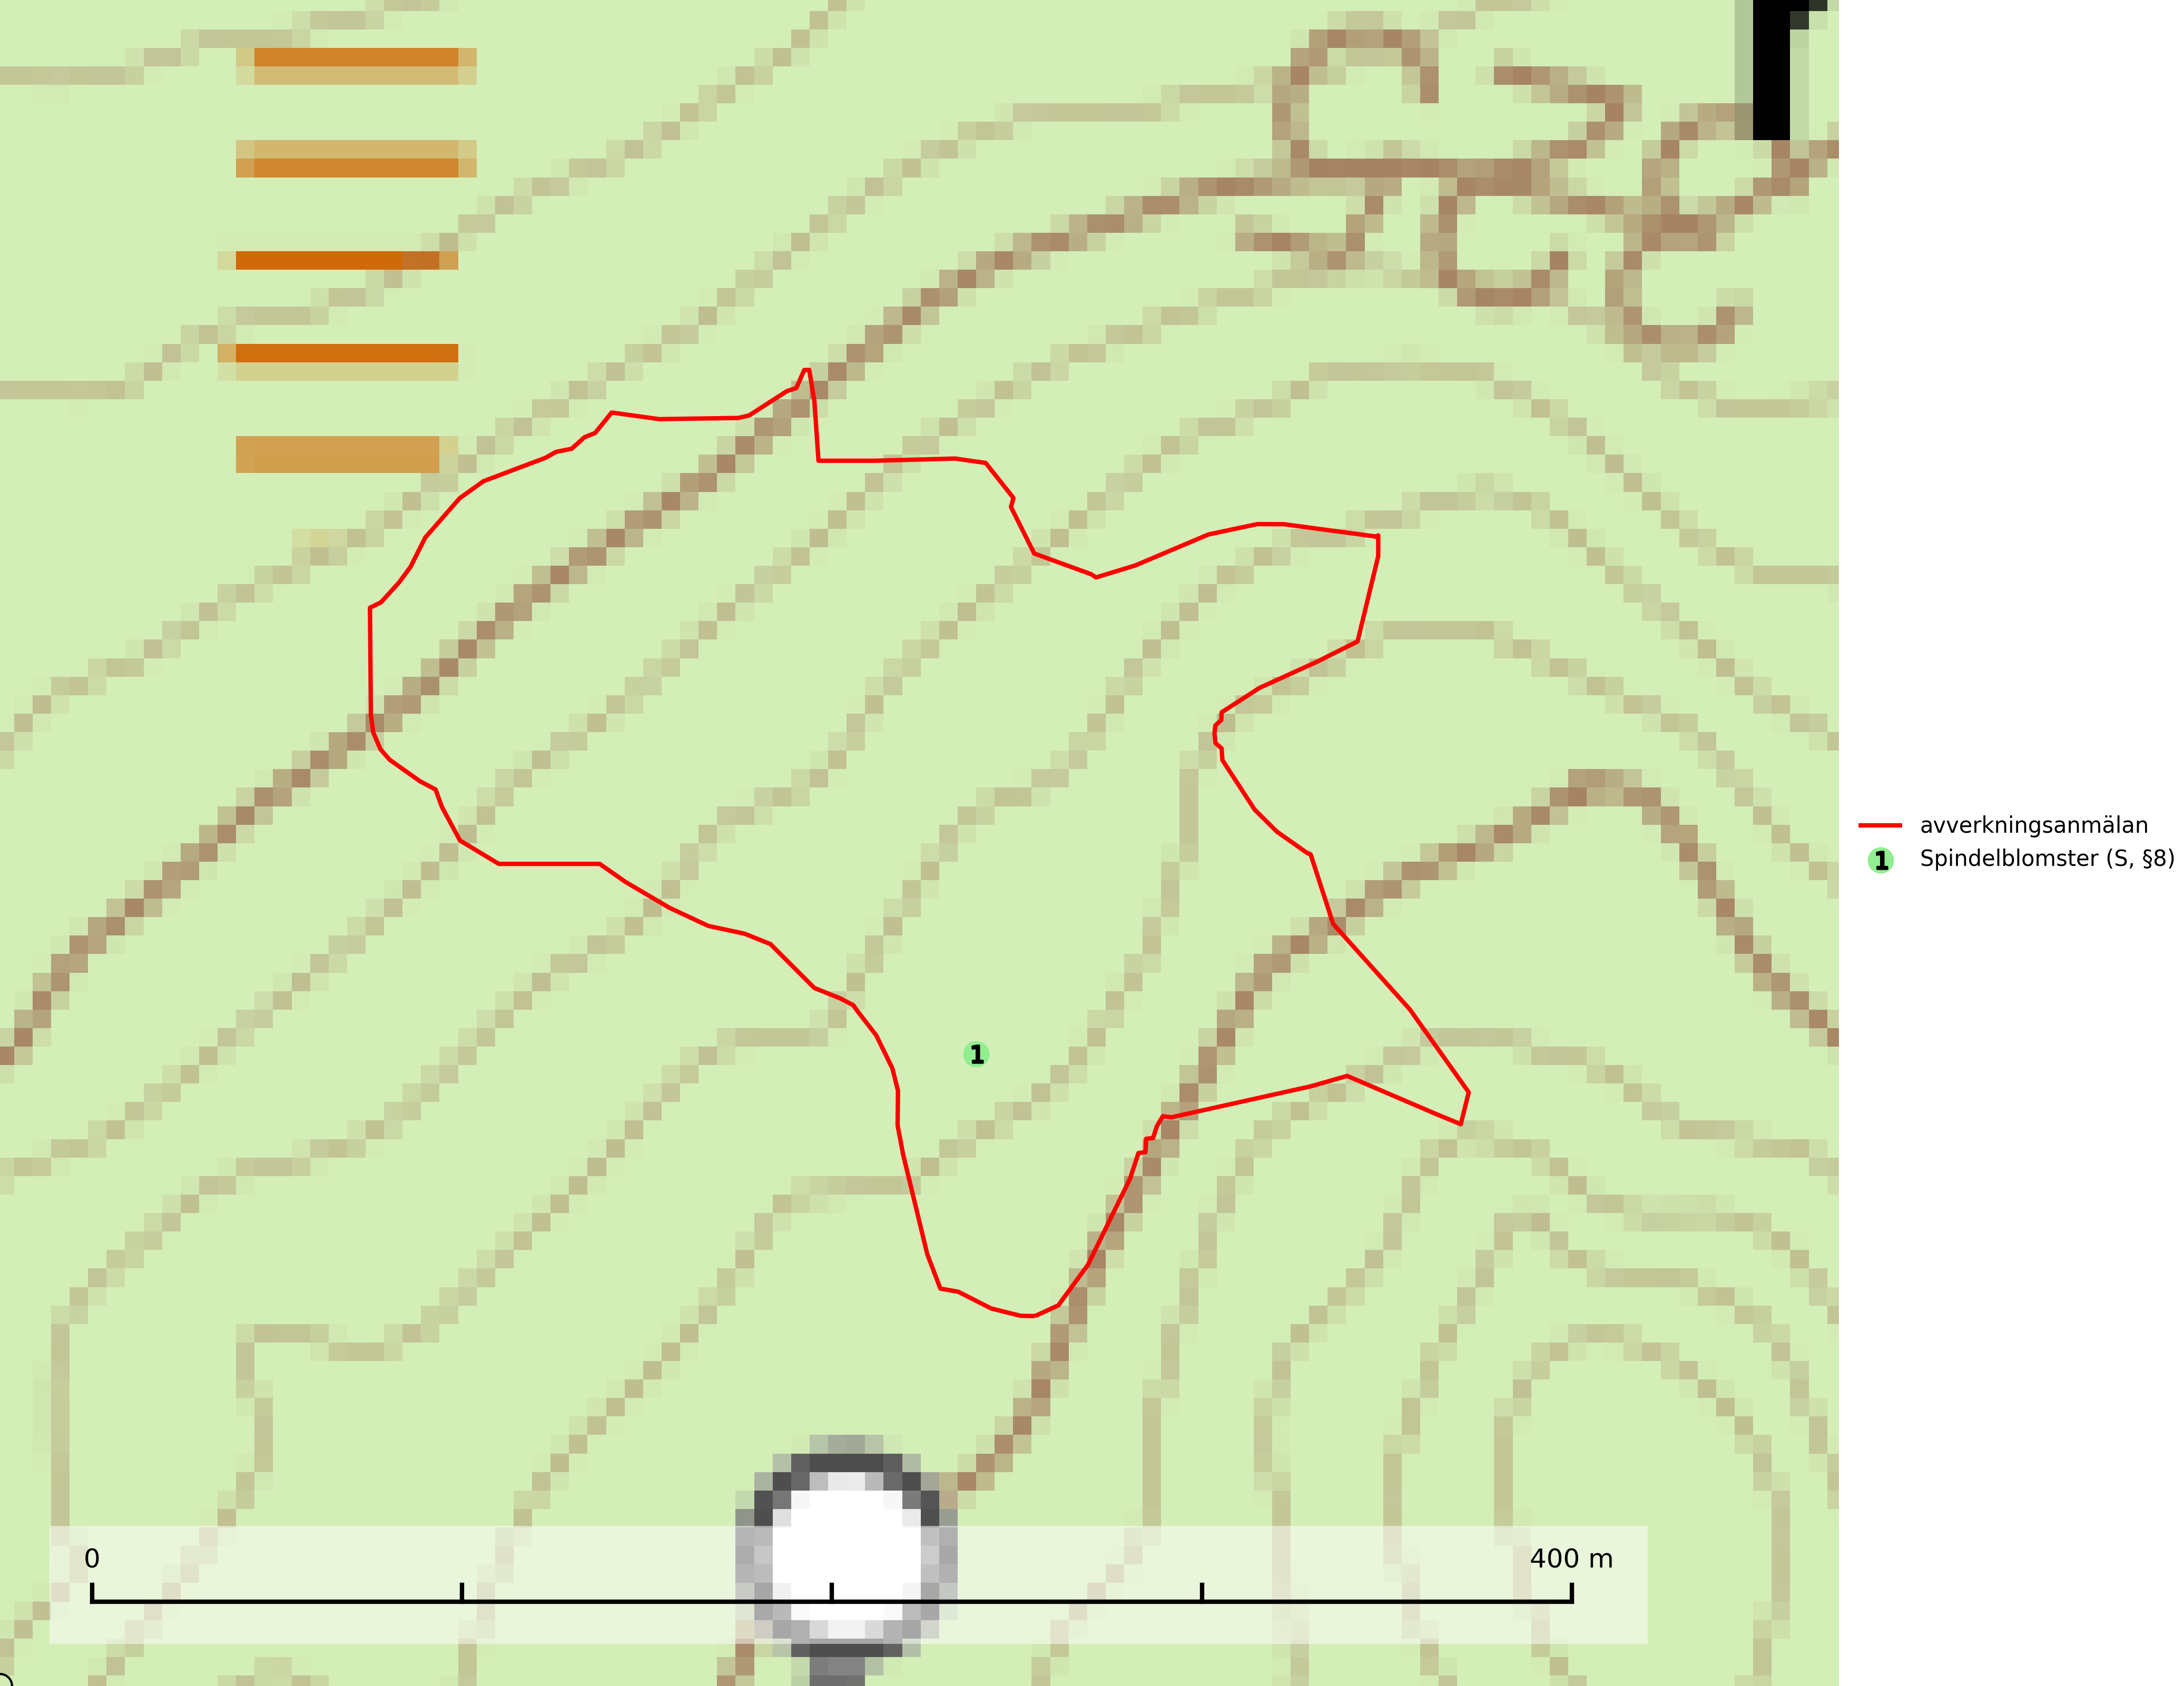 1
0
400 m
avverkningsanmälan
1 Spindelblomster (S, §8)